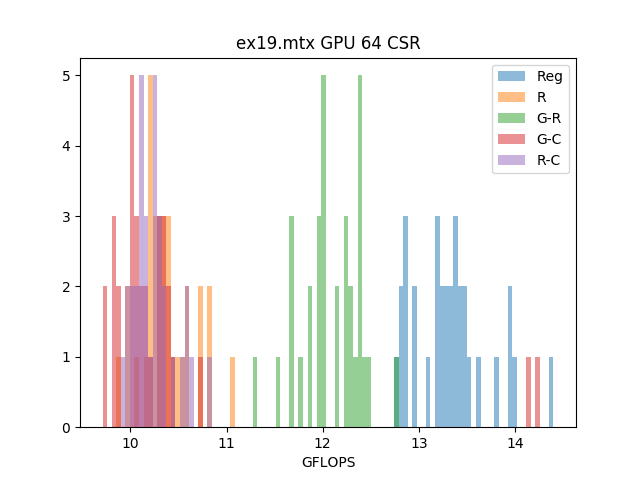 ex19.mtx GPU 64 CSR
5
4
3
2
1
0
Reg
R
G-R
G-C
R-C
10 11 12 13 14
GFLOPS